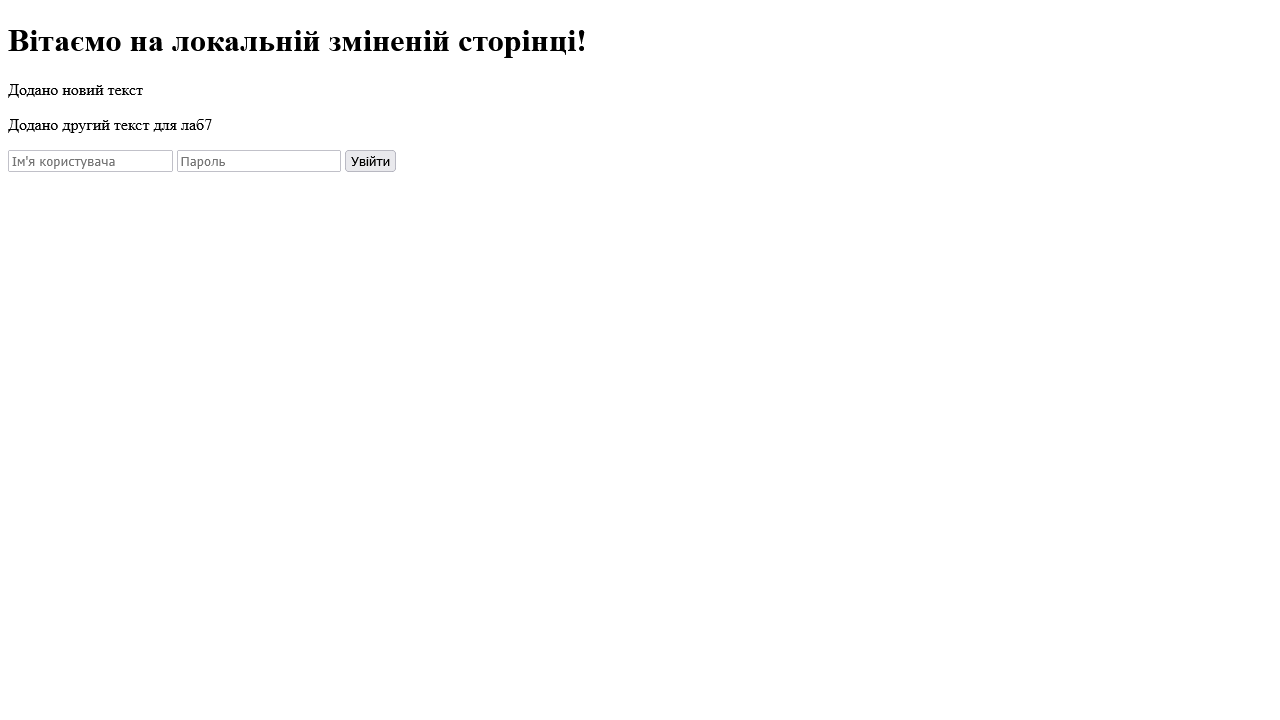 Вітаємо на локальній зміненій сторінці!
Додано новий текст
Додано другий текст для лаб7
Ім'я користувача Пароль Увійти